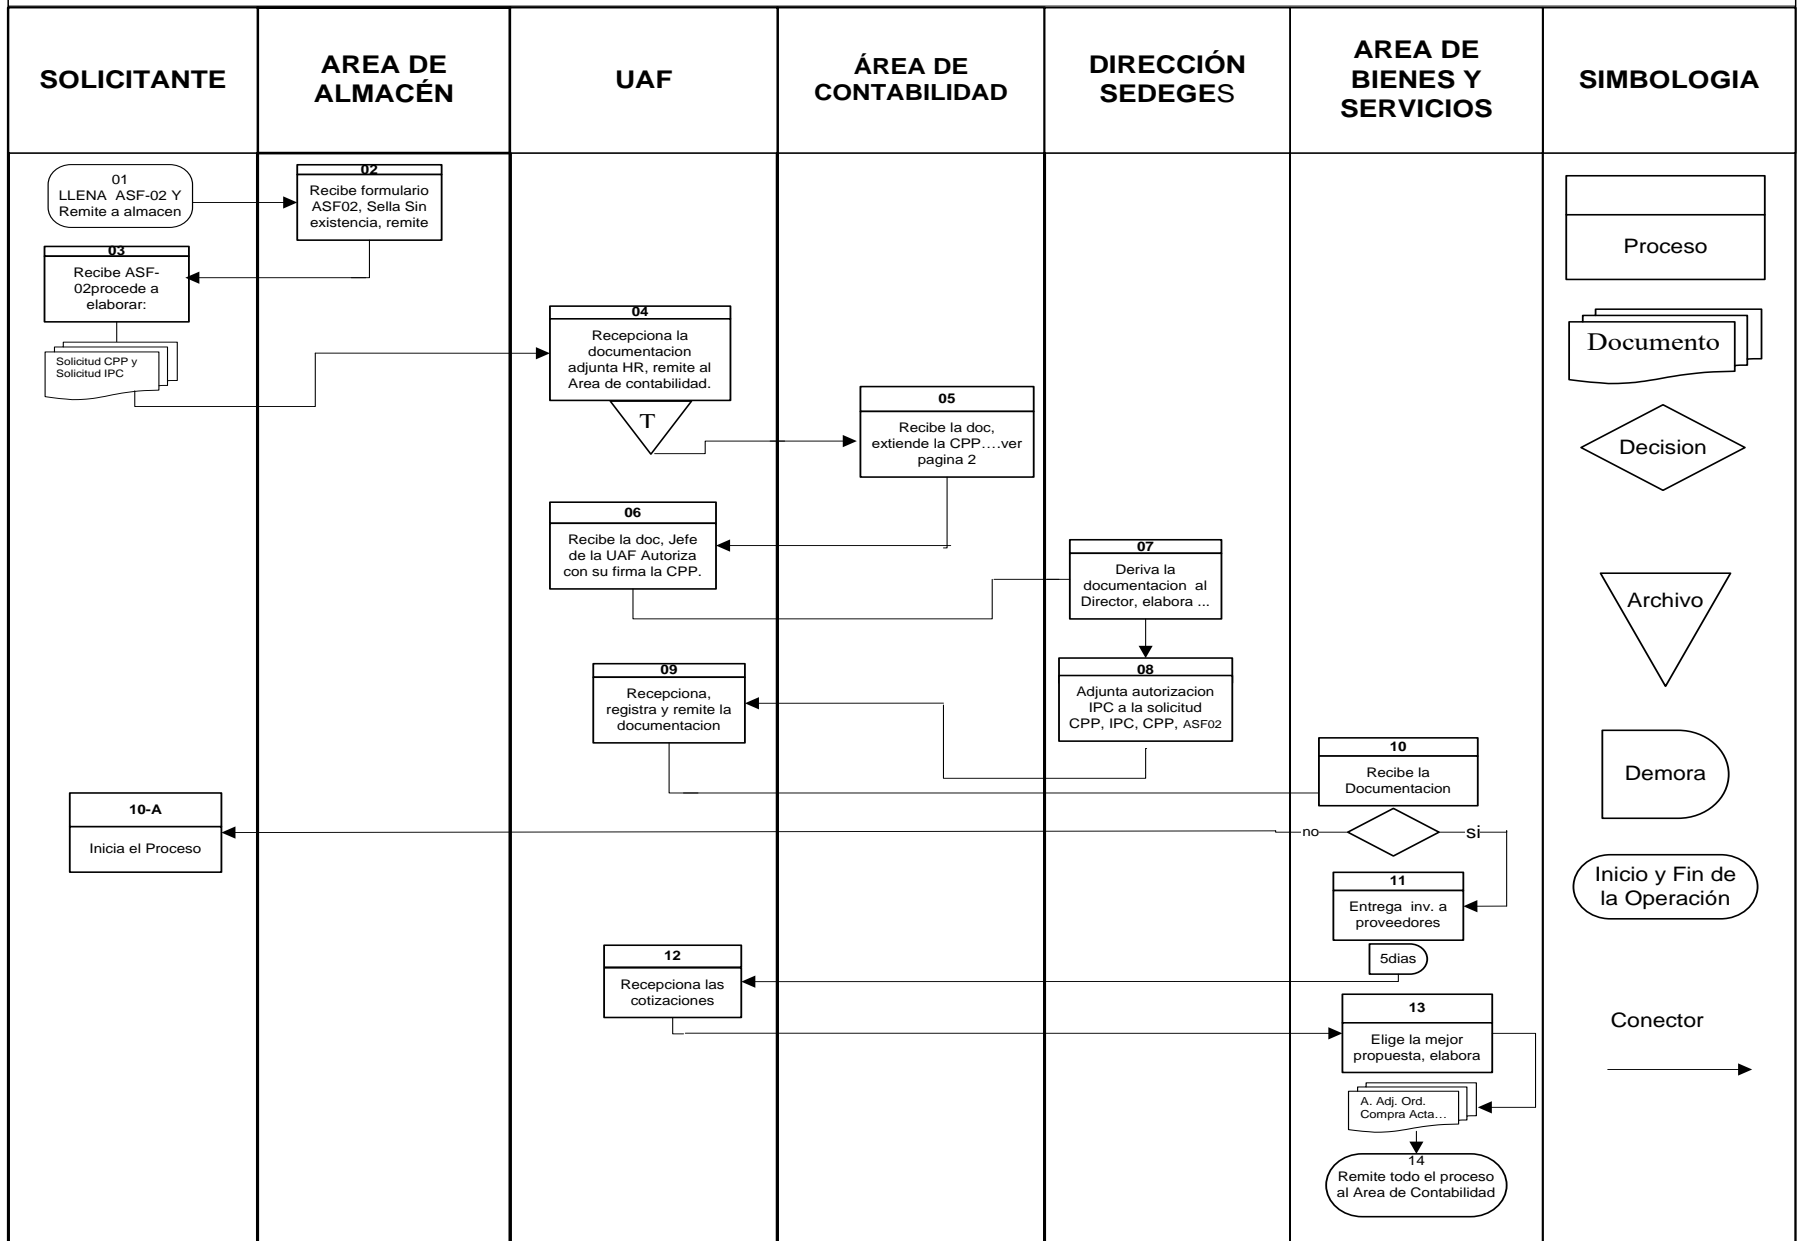 SOLICITANTE
AREA DE
ALMACÉN
UAF
ÁREA DE
CONTABILIDAD
DIRECCIÓN
SEDEGES
AREA DE
BIENES Y
SERVICIOS
SIMBOLOGIA
01
LLENA ASF-02 Y
Remite a almacen
02
Recibe formulario
ASF02, Sella Sin
existencia, remite
03
Recibe ASF-
02procede a
elaborar:
Solicitud CPP y
Solicitud IPC
04
Recepciona la
documentacion
adjunta HR, remite al
Area de contabilidad.
T
05
Recibe la doc,
extiende la CPP....ver
pagina 2
06
Recibe la doc, Jefe
de la UAF Autoriza
con su firma la CPP.
07
Deriva la
documentacion al
Director, elabora ...
08
Adjunta autorizacion
IPC a la solicitud
CPP, IPC, CPP, ASF02
09
Recepciona,
registra y remite la
documentacion
10
Recibe la
Documentacion
no
si
10-A
Inicia el Proceso
11
Entrega inv. a
proveedores
5dias
12
Recepciona las
cotizaciones
13
Elige la mejor
propuesta, elabora
A. Adj. Ord.
Compra Acta...
14
Remite todo el proceso
al Area de Contabilidad
Proceso
Documento
Decision
Archivo
Demora
Inicio y Fin de
la Operación
Conector